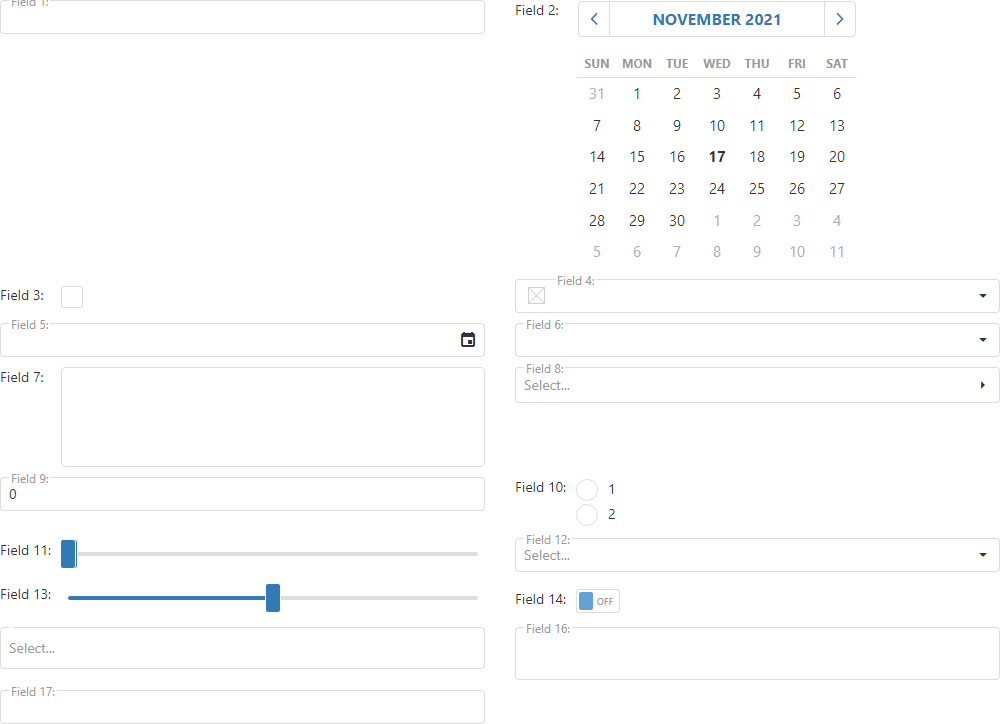 Field 1:
Field 2:
NOVEMBER 2021
SUN MON TUE WED THU FRI SAT
31 1 2 3 4 5 6
7 8 9 10 11 12 13
14 15 16 17 18 19 20
21 22 23 24 25 26 27
28 29 30 1 2 3 4
5 6 7 8 9 10 11
Field 3:
Field 4:
Field 5:
Field 6:
Field 7:
Field 8:
Select...
Field 9:
0
Field 10:
1
2
Field 11:
Field 12:
Select...
Field 13:
Field 14:
OFF
Select...
Field 16:
Field 17: